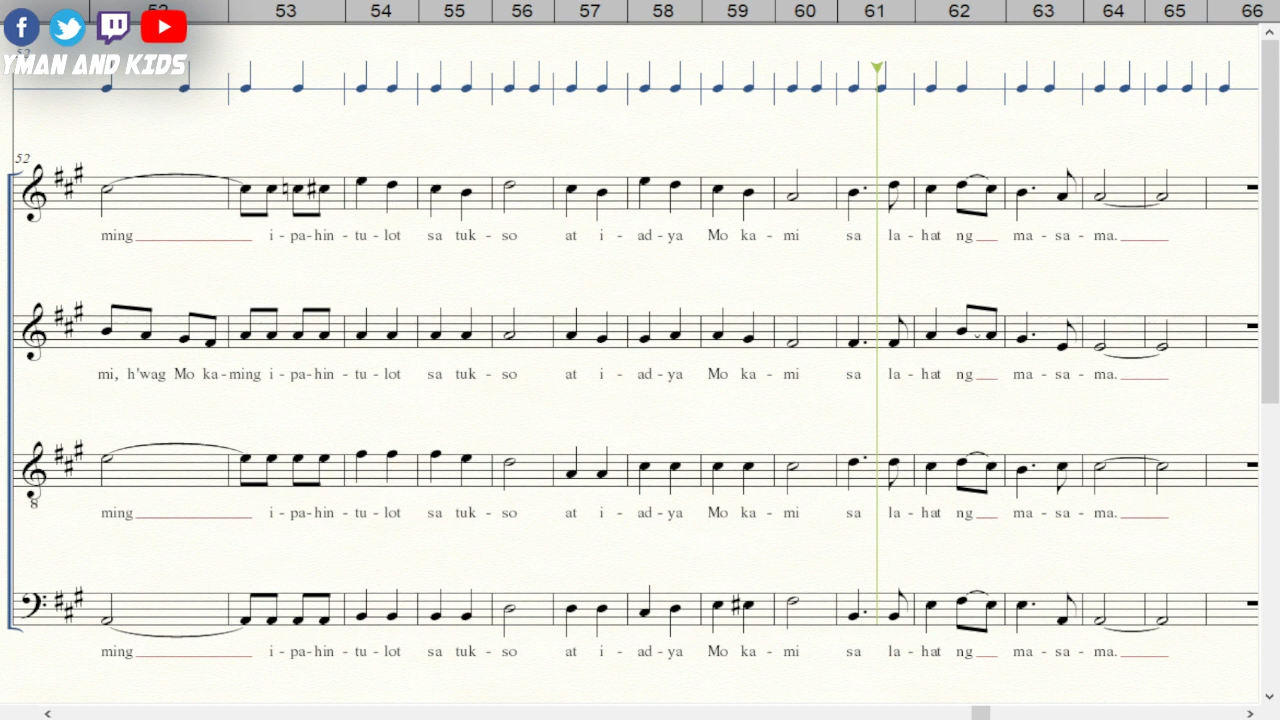 52 53 54 55 56 57 58 59 60 61 62 63 64 65 66
YMAN AND KIDS
52
ming i - pa-hin - tu - lot sa tuk - so at i - ad - ya Mo ka - mi sa la - hat ng ma - sa - ma.
mi, h'wag Mo ka - ming i - pa-hin - tu - lot sa tuk - so at i - ad - ya Mo ka - mi sa la - hat ng ma - sa - ma.
8
ming i - pa-hin - tu - lot sa tuk - so at i - ad - ya Mo ka - mi sa la - hat ng ma - sa - ma.
ming i - pa-hin - tu - lot sa tuk - so at i - ad - ya Mo ka - mi sa la - hat ng ma - sa - ma.